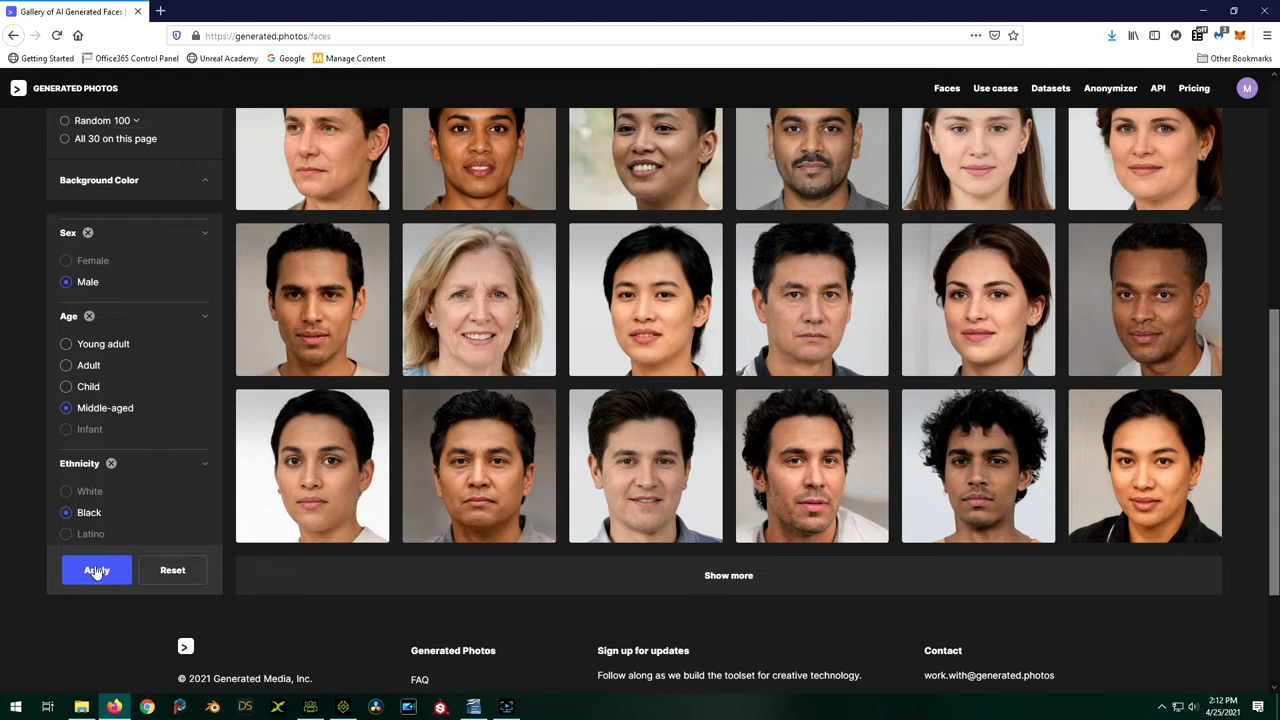 Gallery of AI Generated Faces |
https://generated.photos/faces
Getting Started
Office365 Control Panel
Unreal Academy
Google
Manage Content
Other Bookmarks
GENERATED PHOTOS
Faces
Use cases
Datasets
Anonymizer
API
Pricing
M
Random 100
All 30 on this page
Background Color
Sex
Female
Male
Age
Young adult
Adult
Child
Middle-aged
Infant
Ethnicity
White
Black
Latino
Apply
Reset
Show more
Generated Photos
Sign up for updates
Contact
© 2021 Generated Media, Inc.
FAQ
Follow along as we build the toolset for creative technology.
work.with@generated.photos
2:12 PM
4/25/2021